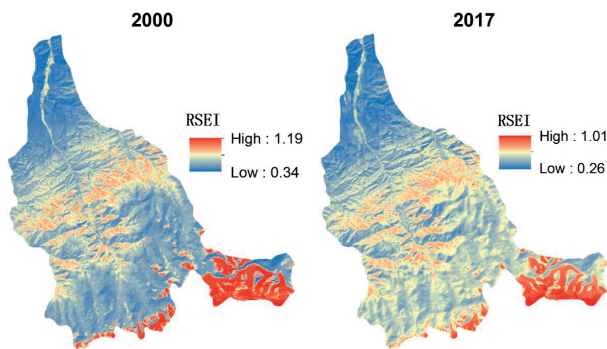 2000
2017
RSEI
High : 1.19
Low : 0.34
RSEI
High : 1.01
Low : 0.26